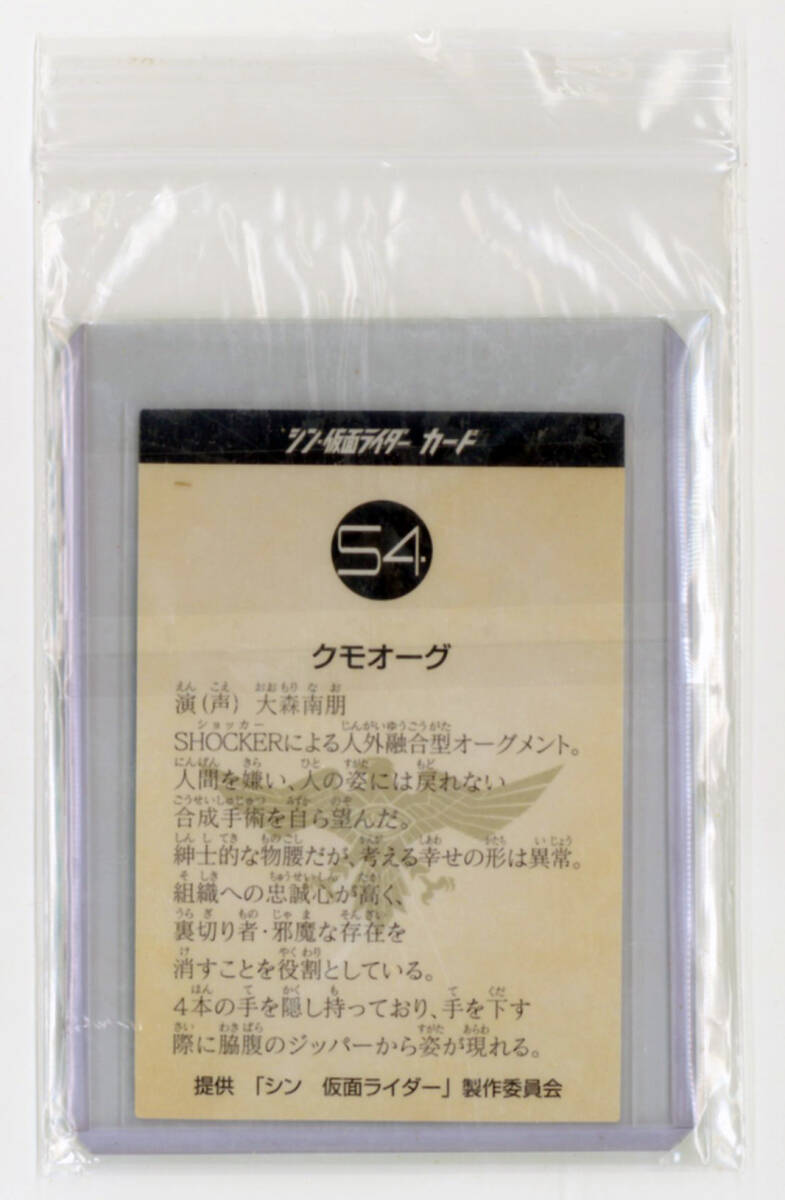 シン・仮面ライダー カード
54.
クモオーグ
演（声） 大森南朋
SHOCKERによる人外融合型オーグメント。
人間を嫌い、人の姿には戻れない
合成手術を自ら望んだ。
紳士的な物腰だが、考える幸せの形は異常。
組織への忠誠心が高く、
裏切り者・邪魔な存在を
消すことを役割としている。
４本の手を隠し持っており、手を下す
際に脇腹のジッパーから姿が現れる。
提供 「シン 仮面ライダー」製作委員会